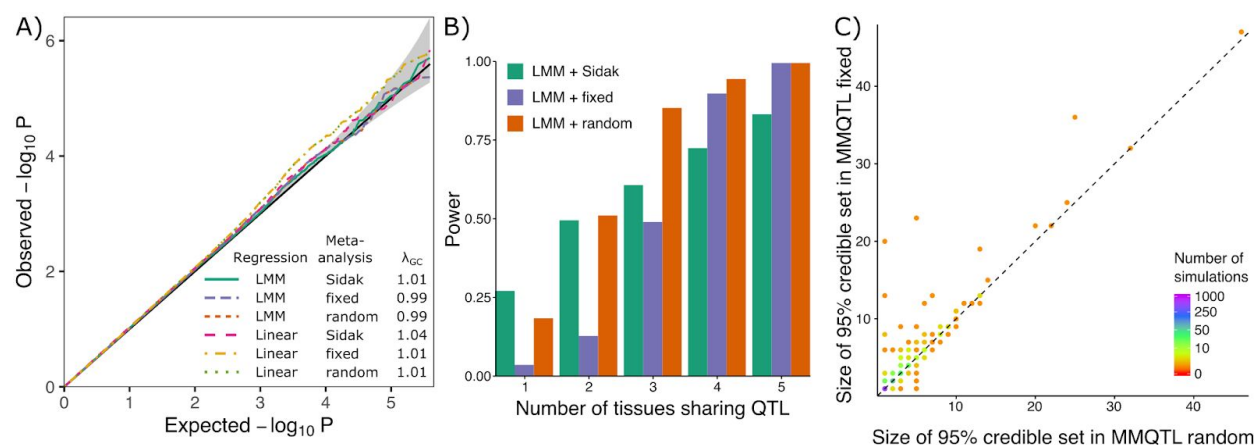 A)
Observed −log10 P
6
4
2
0
Regression Meta-analysis λGC
LMM Sidak 1.01
LMM fixed 0.99
LMM random 0.99
Linear Sidak 1.04
Linear fixed 1.01
Linear random 1.01
0 1 2 3 4 5
Expected −log10 P
B)
Power
1.00
0.75
0.50
0.25
0.00
LMM + Sidak
LMM + fixed
LMM + random
1 2 3 4 5
Number of tissues sharing QTL
C)
Size of 95% credible set in MMQTL fixed
40
30
20
10
Number of
simulations
1000
250
50
10
0
10 20 30 40
Size of 95% credible set in MMQTL random